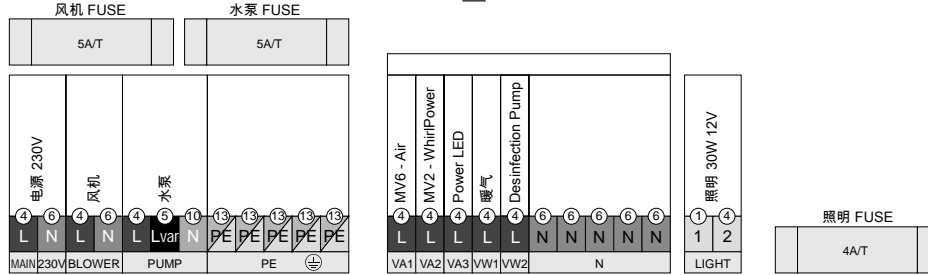 风机 FUSE
水泵 FUSE
5A/T
5A/T
电源 230V
风机
水泵
4 6 4 6 4 5 10 13 13 13 13 13
L N L N L Lvar N PE PE PE PE PE
MAIN 230V BLOWER PUMP PE
MV6 - Air
MV2 - WhirlPower
Power LED
暖气
Desinfection Pump
4 4 4 4 4 6 6 6 6 6
L L L L L N N N N N
VA1 VA2 VA3 VW1 VW2 N
照明 30W 12V
1 4
1 2
LIGHT
照明 FUSE
4A/T